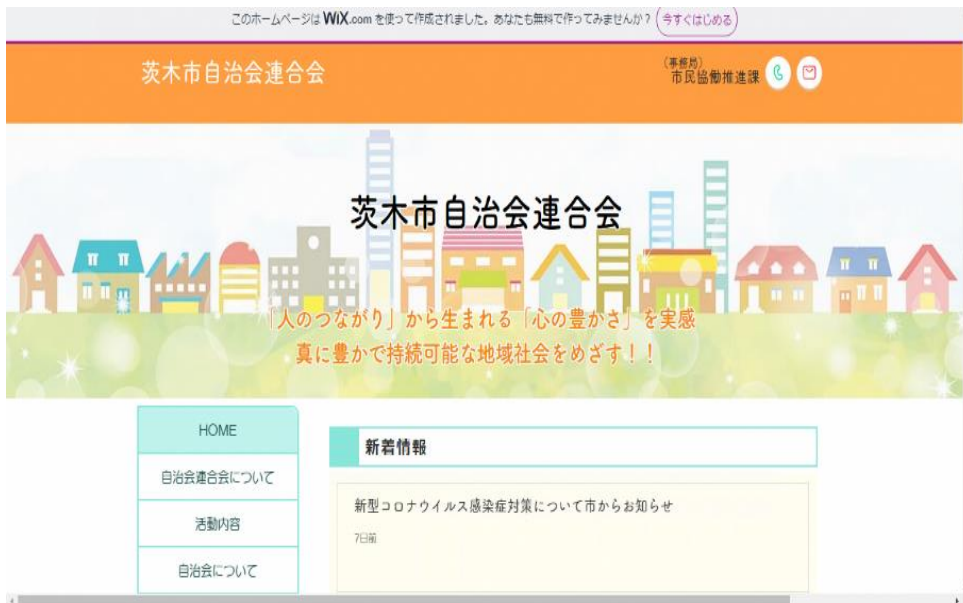 このホームページは WiX.com を使って作成されました。あなたも無料で作ってみませんか？ 今すぐはじめる
茨木市自治会連合会
（事務局）
市民協働推進課
茨木市自治会連合会
「人のつながり」から生まれる「心の豊かさ」を実感
真に豊かで持続可能な地域社会をめざす！！
HOME
自治会連合会について
活動内容
自治会について
新着情報
新型コロナウイルス感染症対策について市からお知らせ
7日前